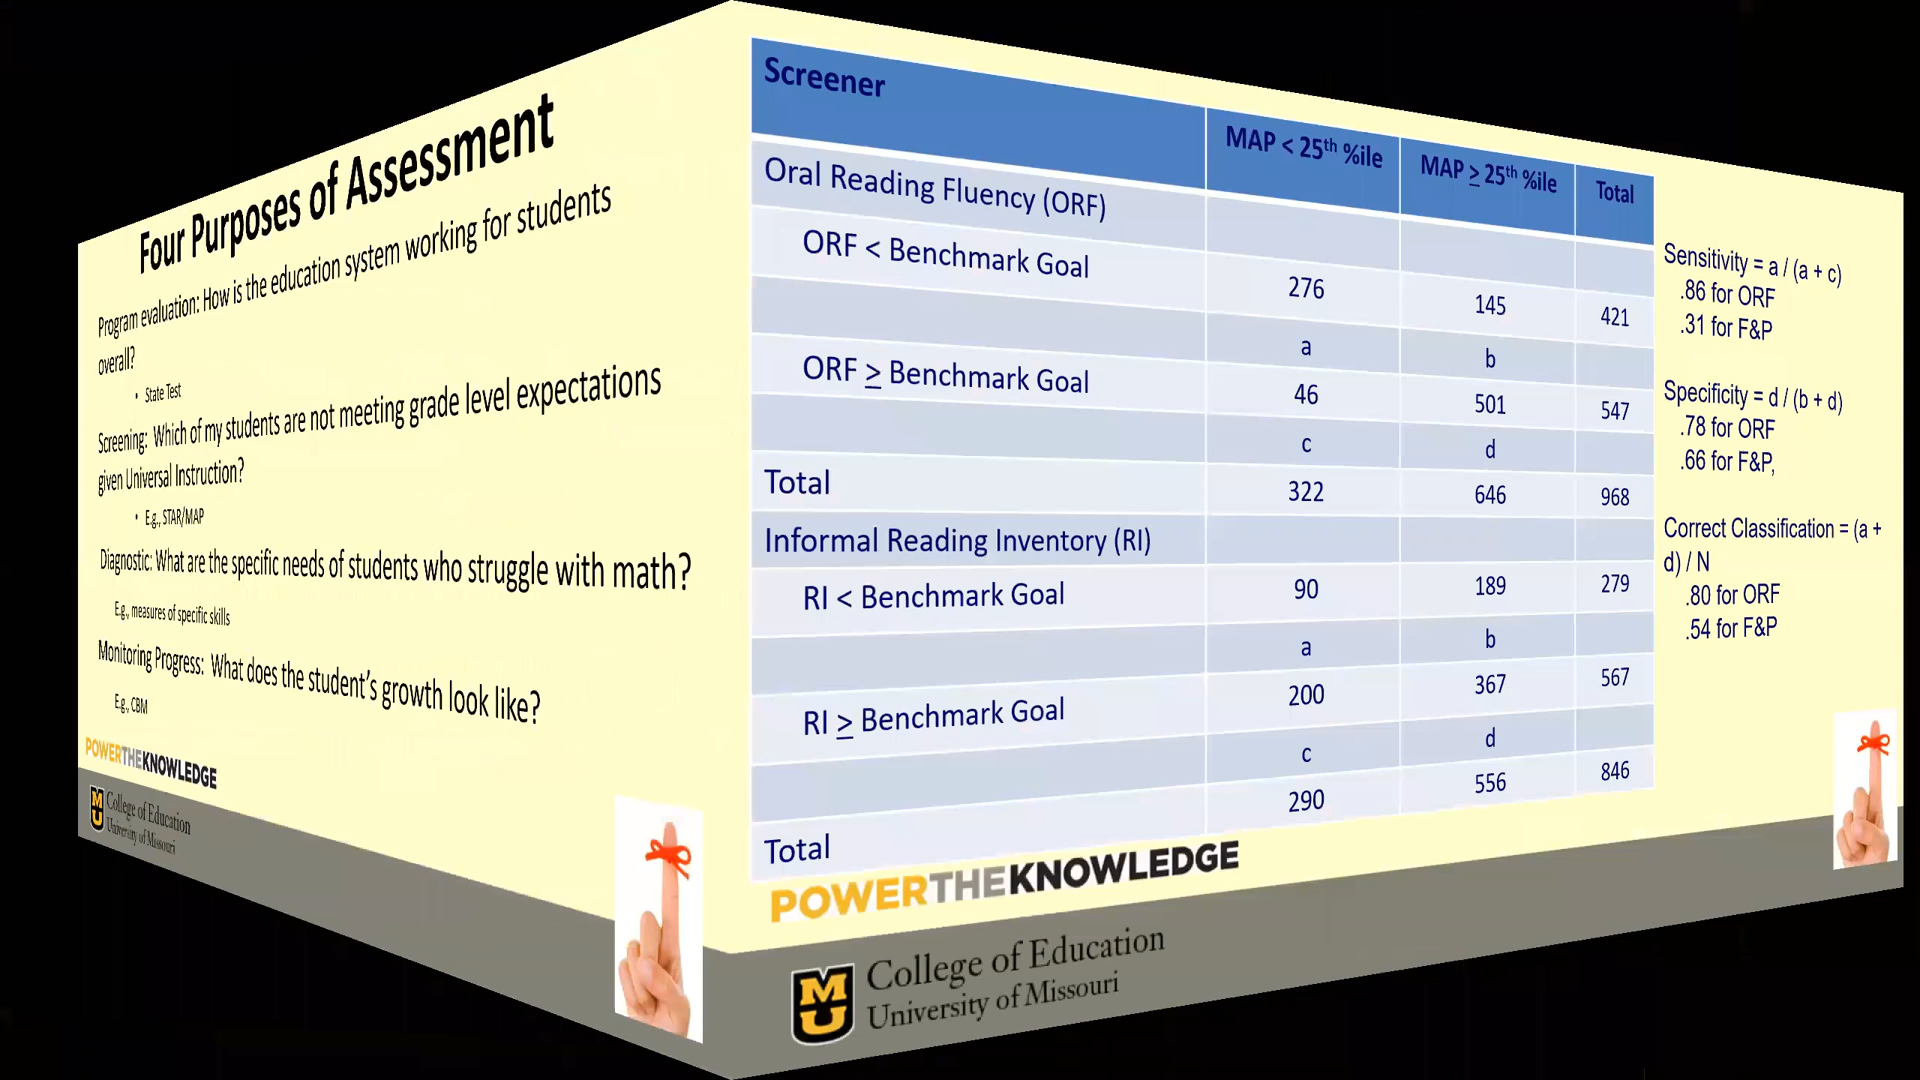 Four Purposes of Assessment
Program evaluation: How is the education system working for students
overall?
• State Test
Screening: Which of my students are not meeting grade level expectations
given Universal Instruction?
• E.g., STAR/MAP
Diagnostic: What are the specific needs of students who struggle with math?
E.g., measures of specific skills
Monitoring Progress: What does the student's growth look like?
E.g., CBM
POWERTHEKNOWLEDGE
MU College of Education
University of Missouri
Screener MAP < 25th %ile MAP ≥ 25th %ile Total
Oral Reading Fluency (ORF)
ORF < Benchmark Goal 276 145 421
a b
ORF ≥ Benchmark Goal 46 501 547
c d
Total 322 646 968
Informal Reading Inventory (RI)
RI < Benchmark Goal 90 189 279
a b
RI ≥ Benchmark Goal 200 367 567
c d
Total 290 556 846
Sensitivity = a / (a + c)
.86 for ORF
.31 for F&P
Specificity = d / (b + d)
.78 for ORF
.66 for F&P,
Correct Classification = (a +
d) / N
.80 for ORF
.54 for F&P
POWERTHEKNOWLEDGE
MU College of Education
University of Missouri